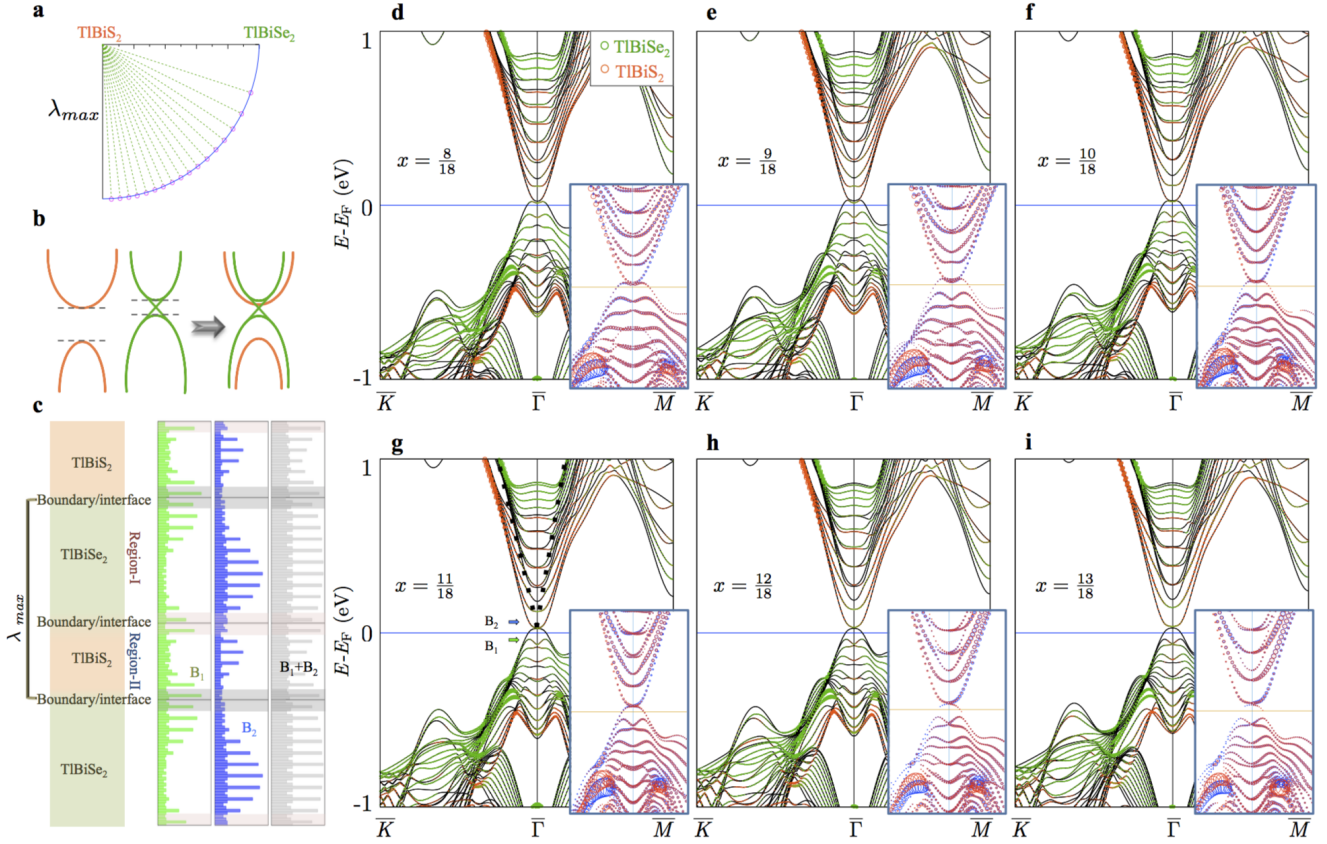 a
TlBiS2
TlBiSe2
λmax
b
c
TlBiS2
Boundary/interface
TlBiSe2
Region-I
λ max
Boundary/interface
TlBiS2
Region-II
Boundary/interface
TlBiSe2
B1
B2
B1+B2
d
e
f
1
0
-1
E-EF (eV)
TlBiSe2
TlBiS2
x = 8/18
x = 9/18
x = 10/18
K Γ M
K Γ M
K Γ M
g
h
i
1
0
-1
E-EF (eV)
x = 11/18
B2
B1
x = 12/18
x = 13/18
K Γ M
K Γ M
K Γ M